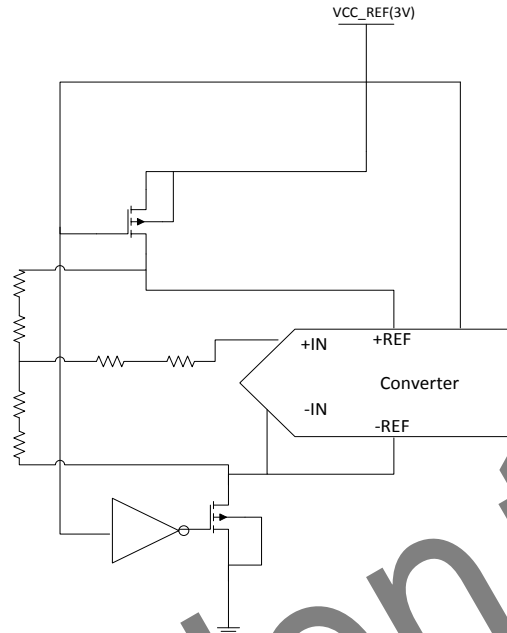 VCC_REF(3V)
+IN
+REF
Converter
-IN
-REF